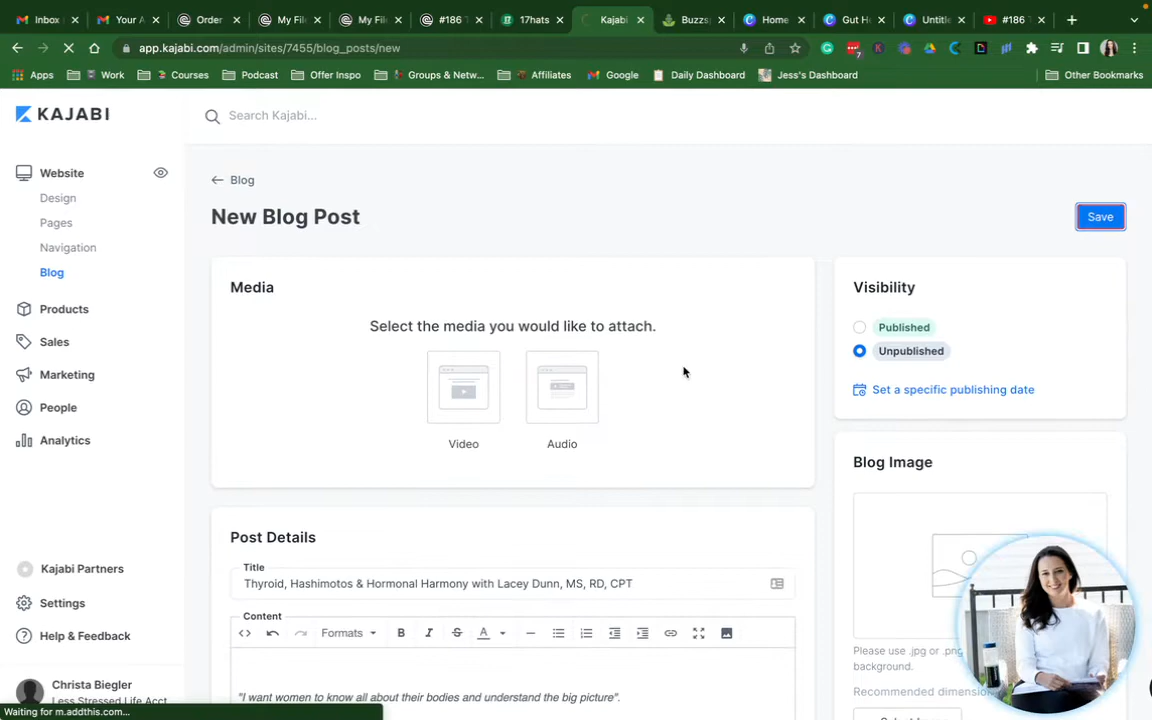 Inbox
Your A
Order
My File
My File
#186 T
17hats
Kajabi
Buzzs
Home
Gut He
Untitle
#186
app.kajabi.com/admin/sites/7455/blog_posts/new
7
Apps
Work
Courses
Podcast
Offer Inspo
Groups & Netw...
Affiliates
Google
Daily Dashboard
Jess's Dashboard
Other Bookmarks
KAJABI
Search Kajabi...
Website
Design
Pages
Navigation
Blog
Products
Sales
Marketing
People
Analytics
Kajabi Partners
Settings
Help & Feedback
Christa Biegler
Less Stressed Life Acct
Waiting for m.addthis.com...
← Blog
New Blog Post
Save
Media
Select the media you would like to attach.
Video
Audio
Post Details
Title
Thyroid, Hashimotos & Hormonal Harmony with Lacey Dunn, MS, RD, CPT
Content
Formats
B I S A
"I want women to know all about their bodies and understand the big picture".
Visibility
Published
Unpublished
Set a specific publishing date
Blog Image
Please use .jpg or .png
background.
Recommended dimensio